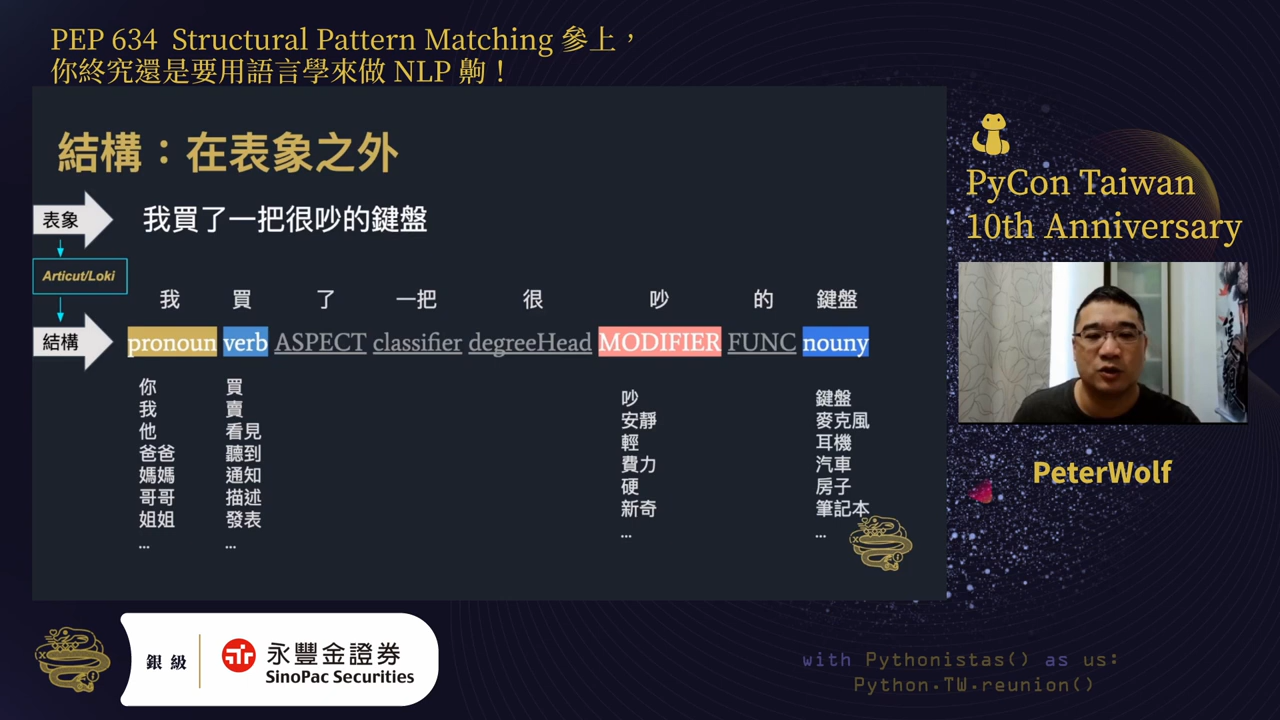 PEP 634 Structural Pattern Matching 參上，
你終究還是要用語言學來做 NLP 齁！
結構：在表象之外
表象
我買了一把很吵的鍵盤
Articut/Loki
我 買 了 一把 很 吵 的 鍵盤
結構
pronoun verb ASPECT classifier degreeHead MODIFIER FUNC nouny
你
我
他
爸爸
媽媽
哥哥
姐姐
...
買
賣
看見
聽到
通知
描述
發表
...
吵
安靜
輕
費力
硬
新奇
...
鍵盤
麥克風
耳機
汽車
房子
筆記本
...
PyCon Taiwan
10th Anniversary
PeterWolf
銀級
永豐金證券
SinoPac Securities
with Pythonistas() as us:
Python.TW.reunion()